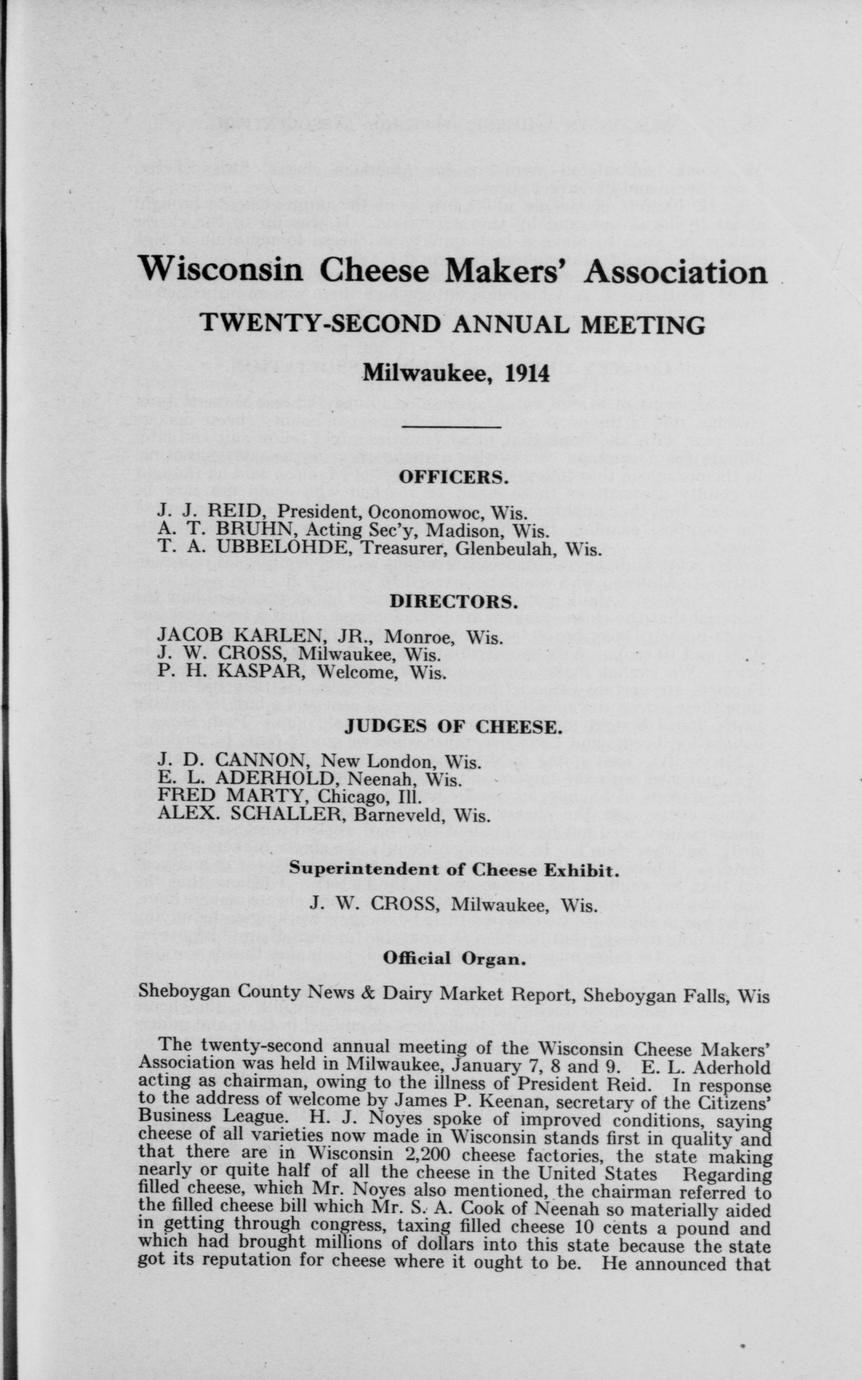 Wisconsin Cheese Makers' Association
TWENTY-SECOND ANNUAL MEETING
Milwaukee, 1914
OFFICERS.
J. J. REID, President, Oconomowoc, Wis.
A. T. BRUHN, Acting Sec'y, Madison, Wis.
T. A. UBBELOHDE, Treasurer, Glenbeulah, Wis.
DIRECTORS.
JACOB KARLEN, JR., Monroe, Wis.
J. W. CROSS, Milwaukee, Wis.
P. H. KASPAR, Welcome, Wis.
JUDGES OF CHEESE.
J. D. CANNON, New London, Wis.
E. L. ADERHOLD, Neenah, Wis.
FRED MARTY, Chicago, Ill.
ALEX. SCHALLER, Barneveld, Wis.
Superintendent of Cheese Exhibit.
J. W. CROSS, Milwaukee, Wis.
Official Organ.
Sheboygan County News & Dairy Market Report, Sheboygan Falls, Wis
The twenty-second annual meeting of the Wisconsin Cheese Makers'
Association was held in Milwaukee, January 7, 8 and 9. E. L. Aderhold
acting as chairman, owing to the illness of President Reid. In response
to the address of welcome by James P. Keenan, secretary of the Citizens'
Business League. H. J. Noyes spoke of improved conditions, saying
cheese of all varieties now made in Wisconsin stands first in quality and
that there are in Wisconsin 2,200 cheese factories, the state making
nearly or quite half of all the cheese in the United States Regarding
filled cheese, which Mr. Noyes also mentioned, the chairman referred to
the filled cheese bill which Mr. S. A. Cook of Neenah so materially aided
in getting through congress, taxing filled cheese 10 cents a pound and
which had brought millions of dollars into this state because the state
got its reputation for cheese where it ought to be. He announced that